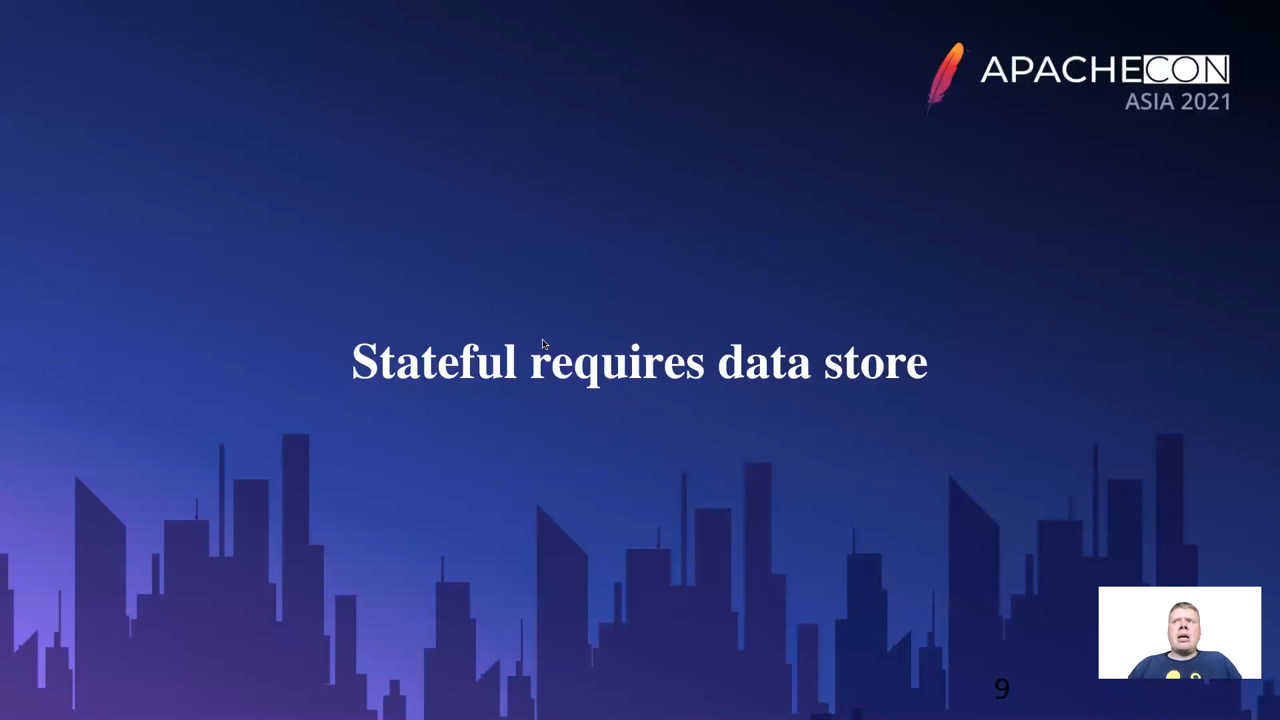 APACHECON
ASIA 2021
Stateful requires data store
9